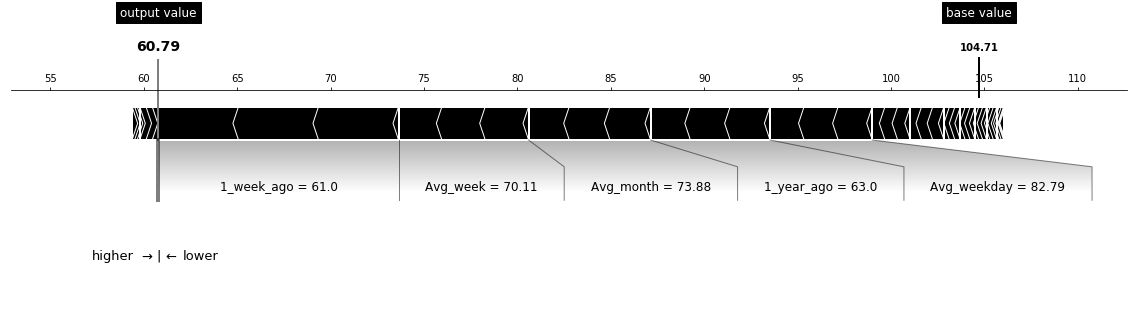 output value
base value
60.79
104.71
55 60 65 70 75 80 85 90 95 100 105 110
1_week_ago = 61.0
Avg_week = 70.11
Avg_month = 73.88
1_year_ago = 63.0
Avg_weekday = 82.79
higher → | ← lower